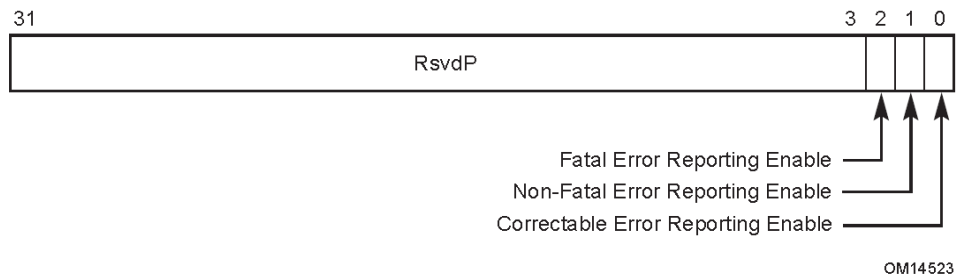 31 3 2 1 0
RsvdP
Fatal Error Reporting Enable
Non-Fatal Error Reporting Enable
Correctable Error Reporting Enable
OM14523